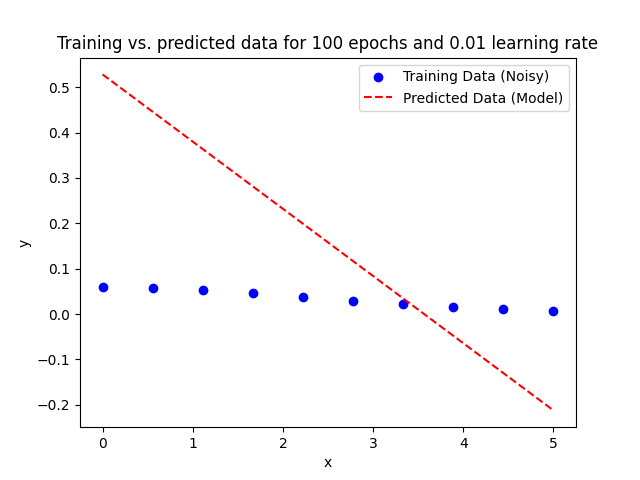 Training vs. predicted data for 100 epochs and 0.01 learning rate
Training Data (Noisy)
Predicted Data (Model)
0.5
0.4
0.3
0.2
0.1
0.0
−0.1
−0.2
y
0 1 2 3 4 5
x